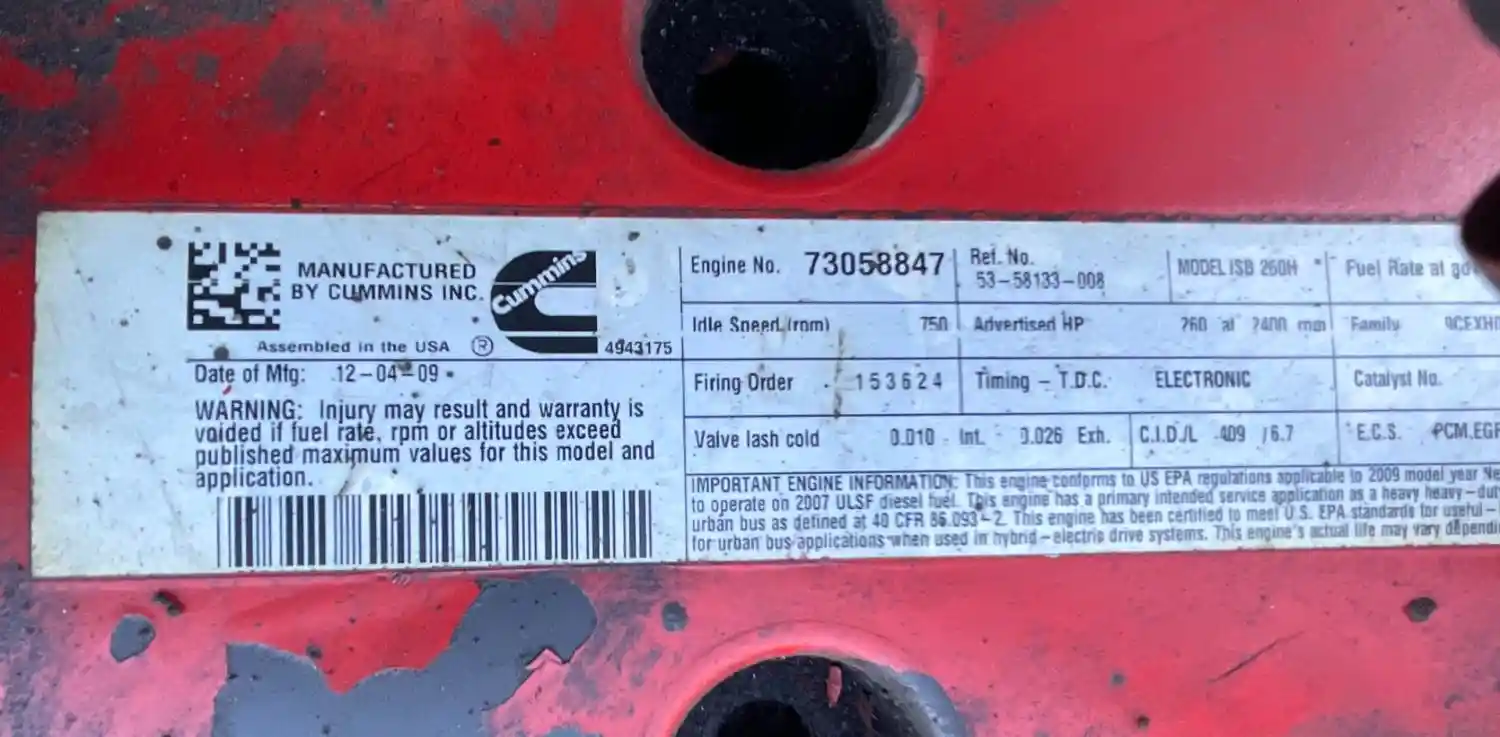 MANUFACTURED
BY CUMMINS INC.
Cummins
Assembled in the USA ® 4943175
Date of Mfg: 12-04-09
WARNING: Injury may result and warranty is
voided if fuel rate, rpm or altitudes exceed
published maximum values for this model and
application.
Engine No. 73058847
Ref. No.
53-58133-008
MODEL ISB 260H
Fuel Rate at
Idle Speed (rpm) 750
Advertised HP 260 at 2400 rpm
Family
Firing Order 153624
Timing - T.D.C. ELECTRONIC
Catalyst No.
Valve lash cold 0.010 Int. 0.026 Exh.
C.I.D./L 409 /6.7
E.C.S.
IMPORTANT ENGINE INFORMATION: This engine conforms to US EPA regulations applicable to 2009 model year
to operate on 2007 ULSF diesel fuel. This engine has a primary intended service application as a heavy heavy-
urban bus as defined at 40 CFR 86.093-2. This engine has been certified to meet U.S. EPA standards for useful-
for urban bus applications when used in hybrid-electric drive systems. This engine's actual life may vary